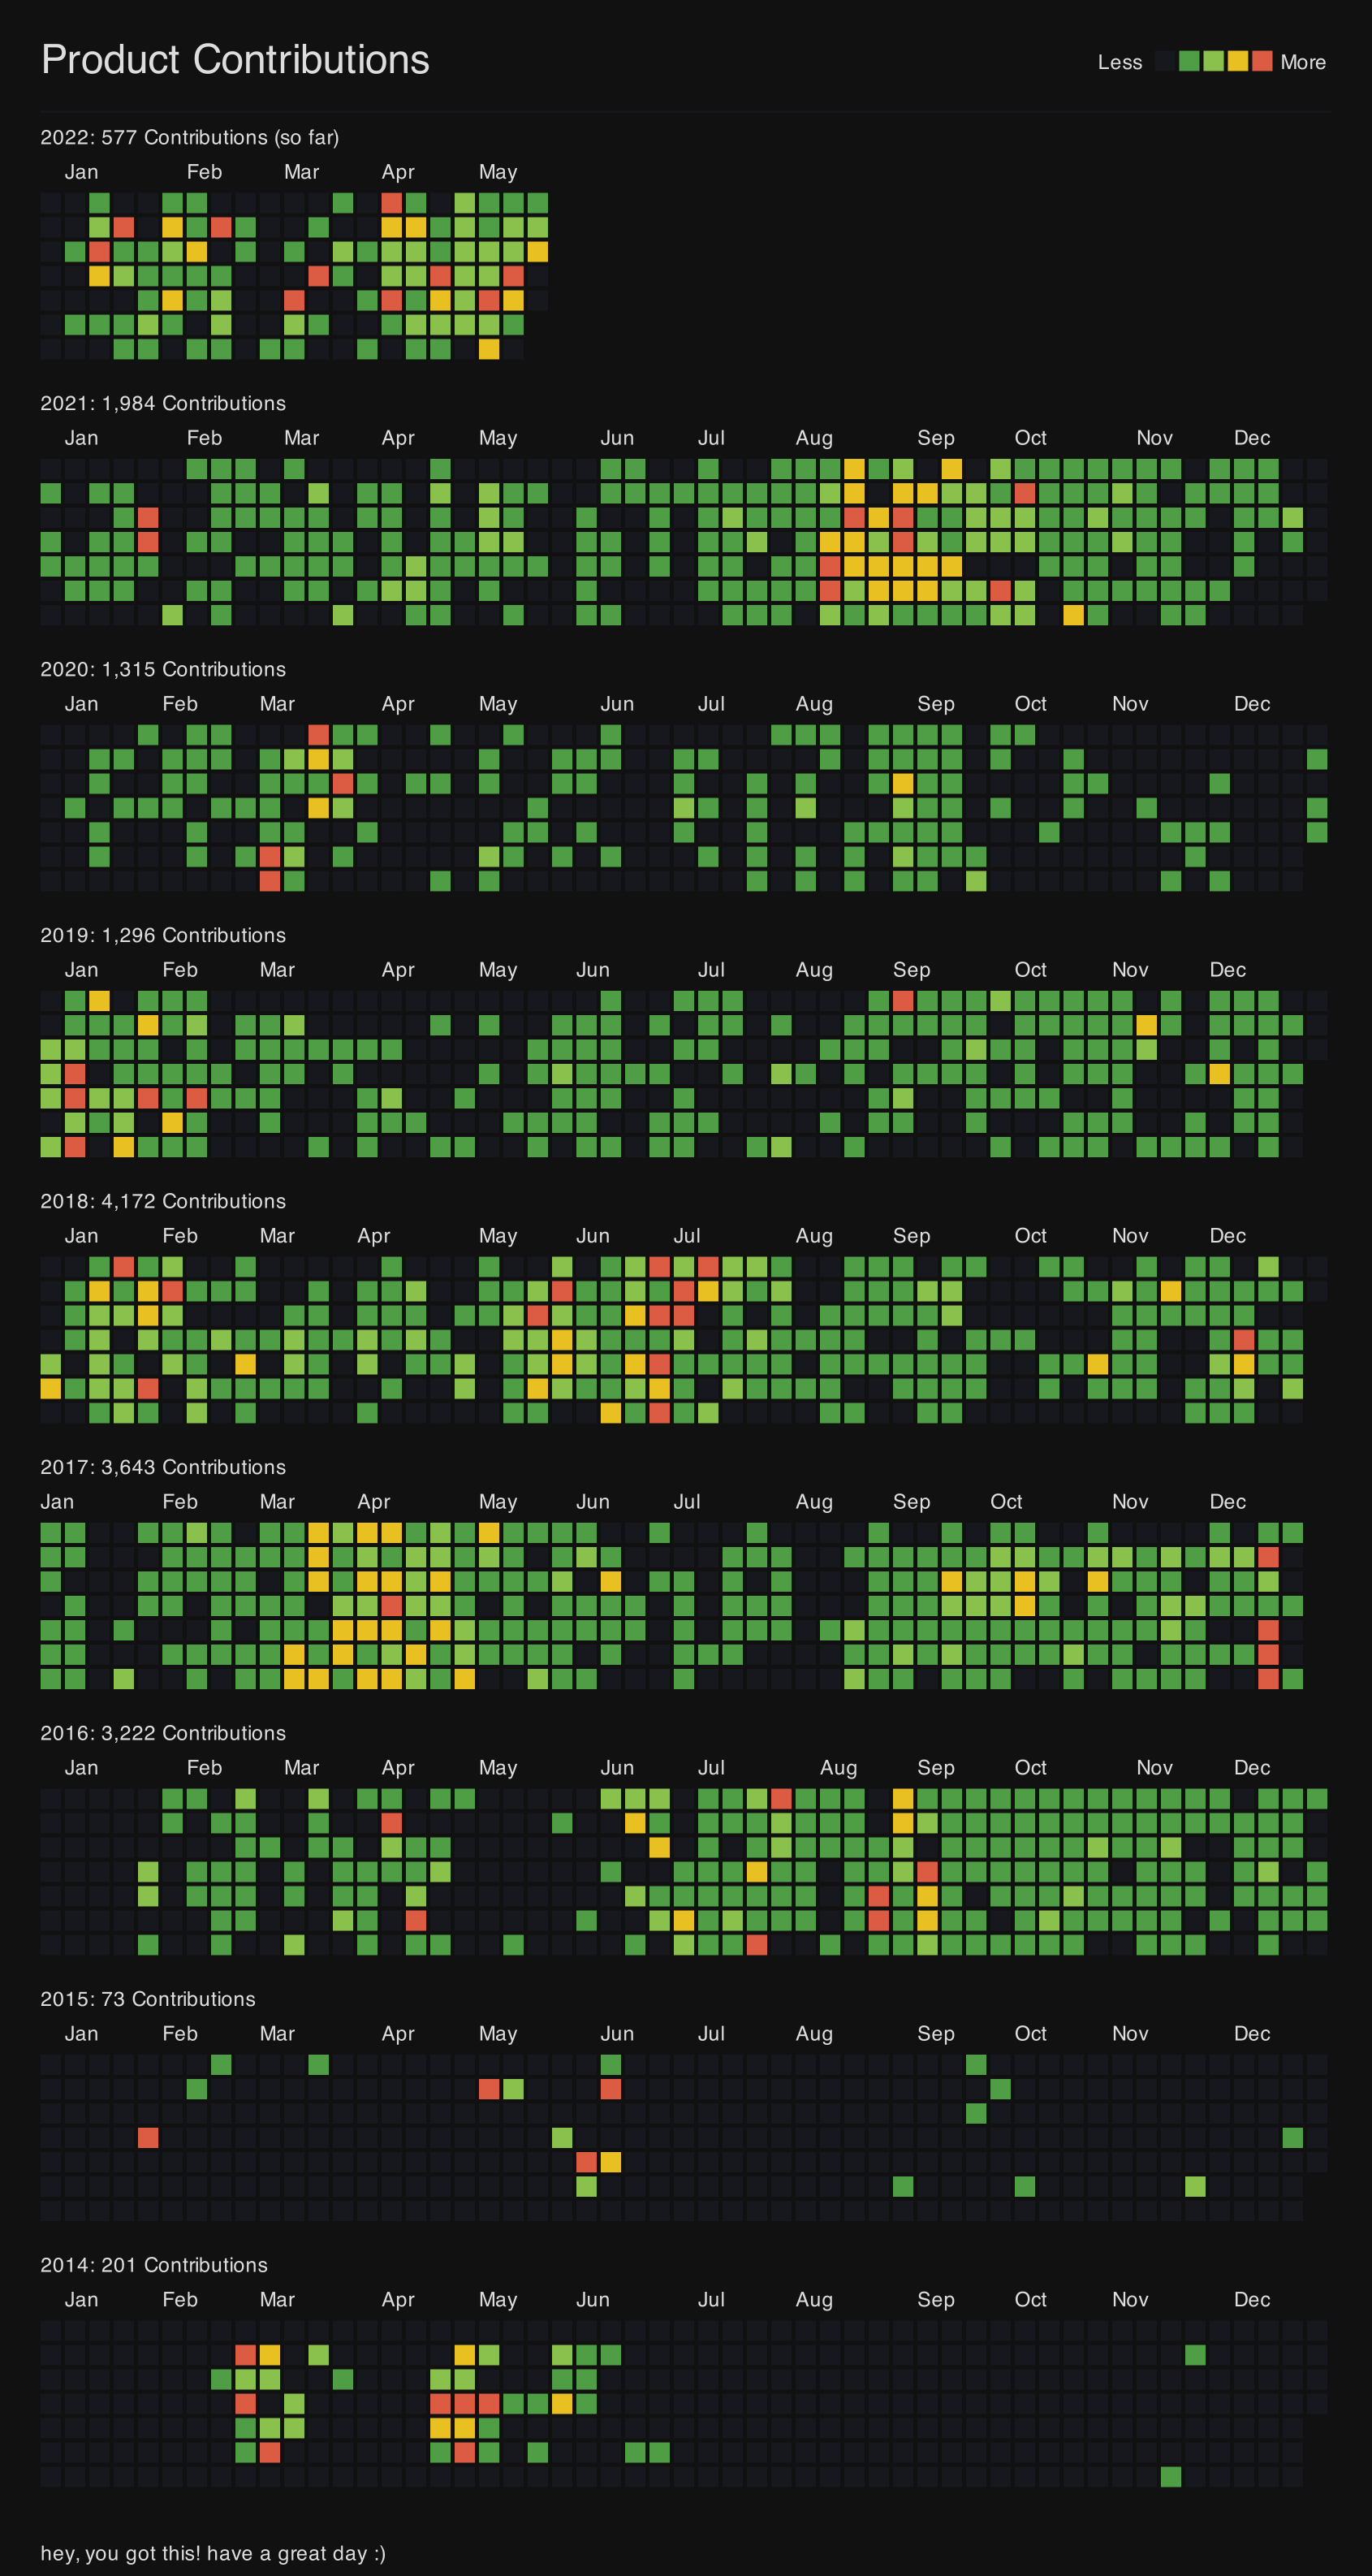 Product Contributions
Less More
2022: 577 Contributions (so far)
Jan Feb Mar Apr May
2021: 1,984 Contributions
Jan Feb Mar Apr May Jun Jul Aug Sep Oct Nov Dec
2020: 1,315 Contributions
Jan Feb Mar Apr May Jun Jul Aug Sep Oct Nov Dec
2019: 1,296 Contributions
Jan Feb Mar Apr May Jun Jul Aug Sep Oct Nov Dec
2018: 4,172 Contributions
Jan Feb Mar Apr May Jun Jul Aug Sep Oct Nov Dec
2017: 3,643 Contributions
Jan Feb Mar Apr May Jun Jul Aug Sep Oct Nov Dec
2016: 3,222 Contributions
Jan Feb Mar Apr May Jun Jul Aug Sep Oct Nov Dec
2015: 73 Contributions
Jan Feb Mar Apr May Jun Jul Aug Sep Oct Nov Dec
2014: 201 Contributions
Jan Feb Mar Apr May Jun Jul Aug Sep Oct Nov Dec
hey, you got this! have a great day :)